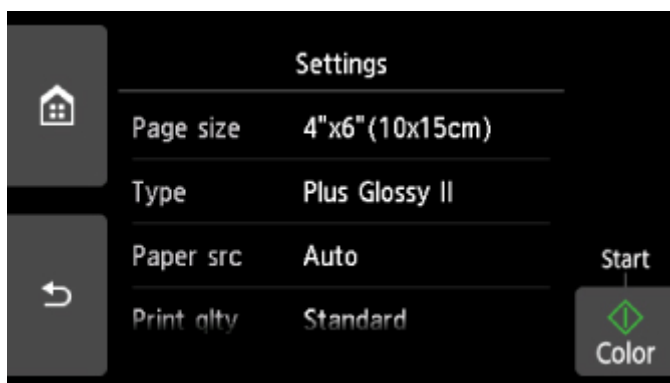 Settings
Page size 4"x6"(10x15cm)
Type Plus Glossy II
Paper src Auto
Print qlty Standard
Start
Color